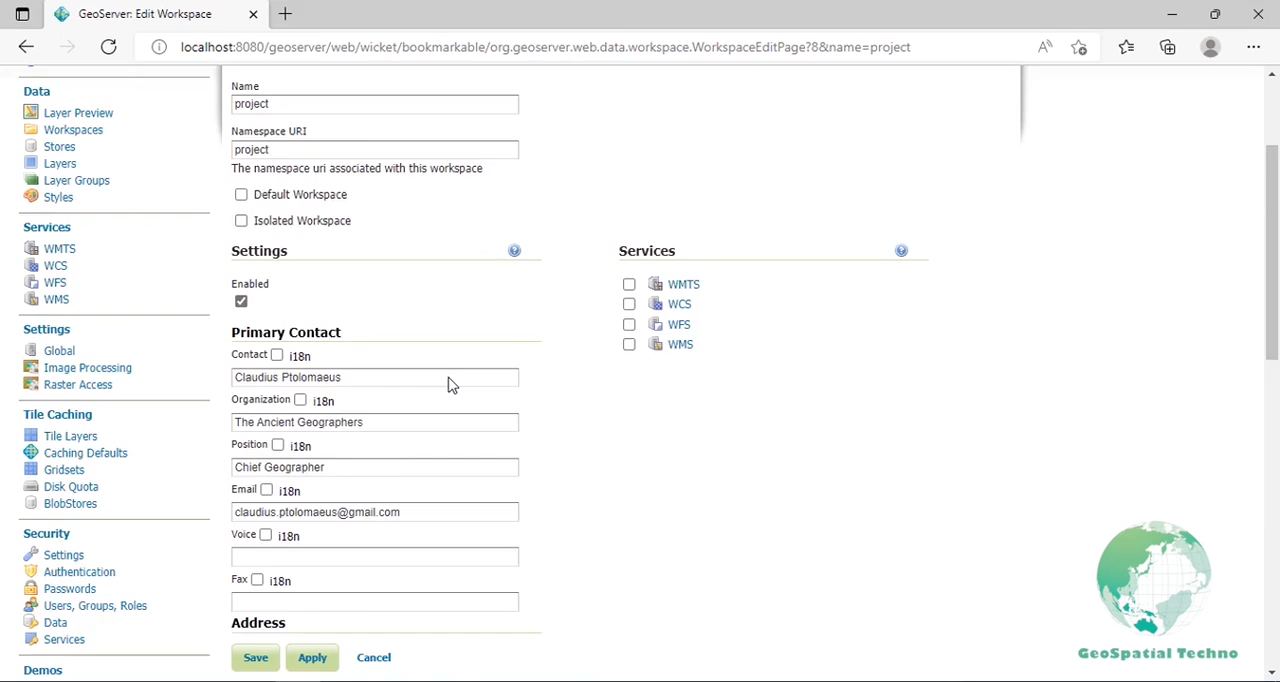 GeoServer: Edit Workspace
localhost:8080/geoserver/web/wicket/bookmarkable/org.geoserver.web.data.workspace.WorkspaceEditPage?8&name=project
Data
Layer Preview
Workspaces
Stores
Layers
Layer Groups
Styles
Services
WMTS
WCS
WFS
WMS
Settings
Global
Image Processing
Raster Access
Tile Caching
Tile Layers
Caching Defaults
Gridsets
Disk Quota
BlobStores
Security
Settings
Authentication
Passwords
Users, Groups, Roles
Data
Services
Demos
Name
project
Namespace URI
project
The namespace uri associated with this workspace
Default Workspace
Isolated Workspace
Settings
Enabled
Primary Contact
Contact i18n
Claudius Ptolomaeus
Organization i18n
The Ancient Geographers
Position i18n
Chief Geographer
Email i18n
claudius.ptolomaeus@gmail.com
Voice i18n
Fax i18n
Address
Save Apply Cancel
Services
WMTS
WCS
WFS
WMS
GeoSpatial Techno